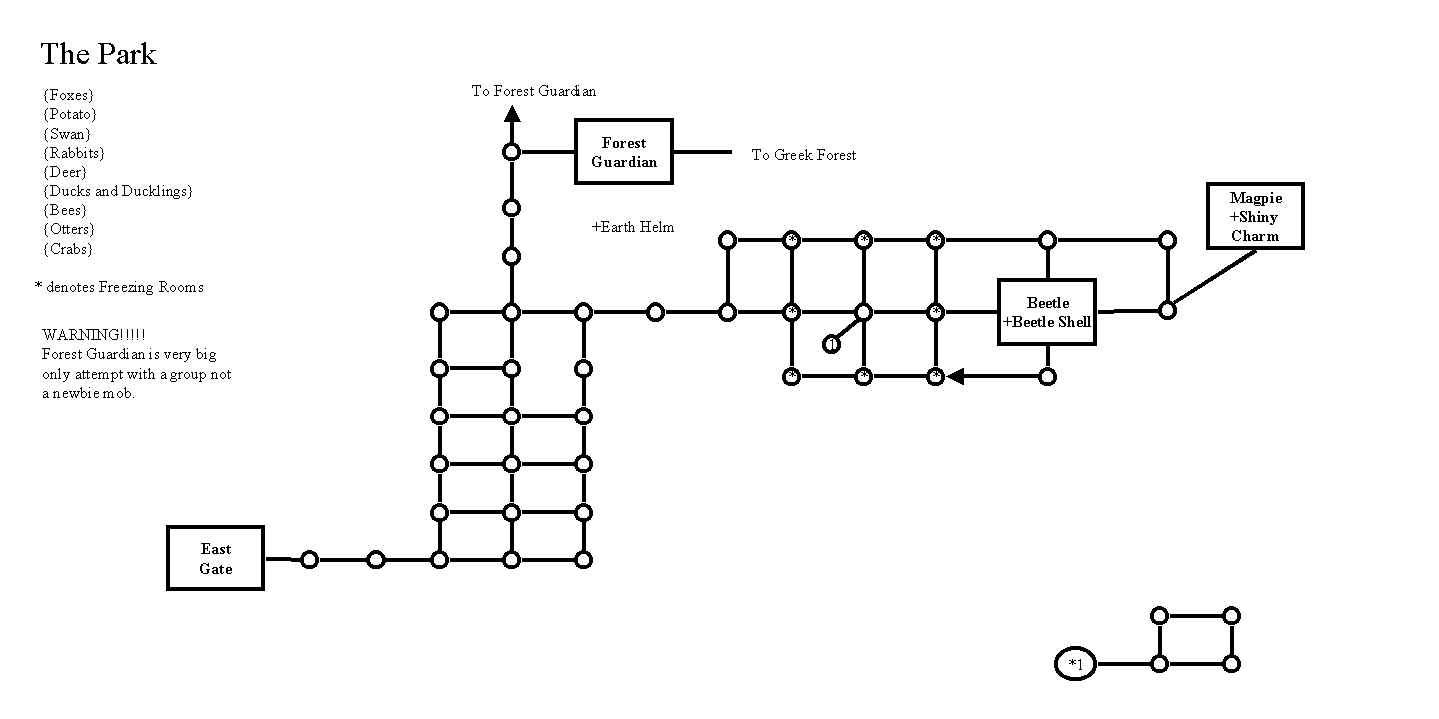 The Park
{Foxes}
{Potato}
{Swan}
{Rabbits}
{Deer}
{Ducks and Ducklings}
{Bees}
{Otters}
{Crabs}
* denotes Freezing Rooms
WARNING!!!!!
Forest Guardian is very big
only attempt with a group not
a newbie mob.
To Forest Guardian
Forest
Guardian
To Greek Forest
+Earth Helm
Magpie
+Shiny
Charm
* * *
* *
Beetle
+Beetle Shell
1
* * *
East
Gate
*1